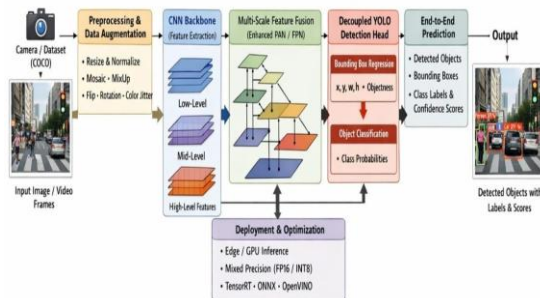 Camera / Dataset
(COCO)
Input Image / Video
Frames
Preprocessing &
Data Augmentation
• Resize & Normalize
• Mosaic • MixUp
• Flip • Rotation • Color Jitter
CNN Backbone
(Feature Extraction)
Low-Level
Mid-Level
High-Level Features
Multi-Scale Feature Fusion
(Enhanced PAN / FPN)
Decoupled YOLO
Detection Head
Bounding Box Regression
x, y, w, h • Objectness
Object Classification
• Class Probabilities
End-to-End
Prediction
• Detected Objects
• Bounding Boxes
• Class Labels &
Confidence Scores
Output
Detected Objects with
Labels & Scores
Deployment & Optimization
• Edge / GPU Inference
• Mixed Precision (FP16 / INT8)
• TensorRT • ONNX • OpenVINO